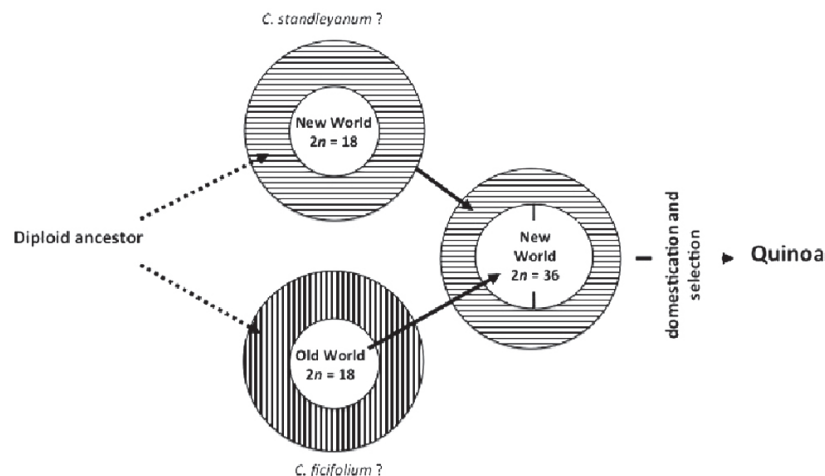 C. standleyanum ?
New World
2n = 18
Diploid ancestor
New
World
2n = 36
domestication and
selection
Quinoa
Old World
2n = 18
C. ficifolium ?